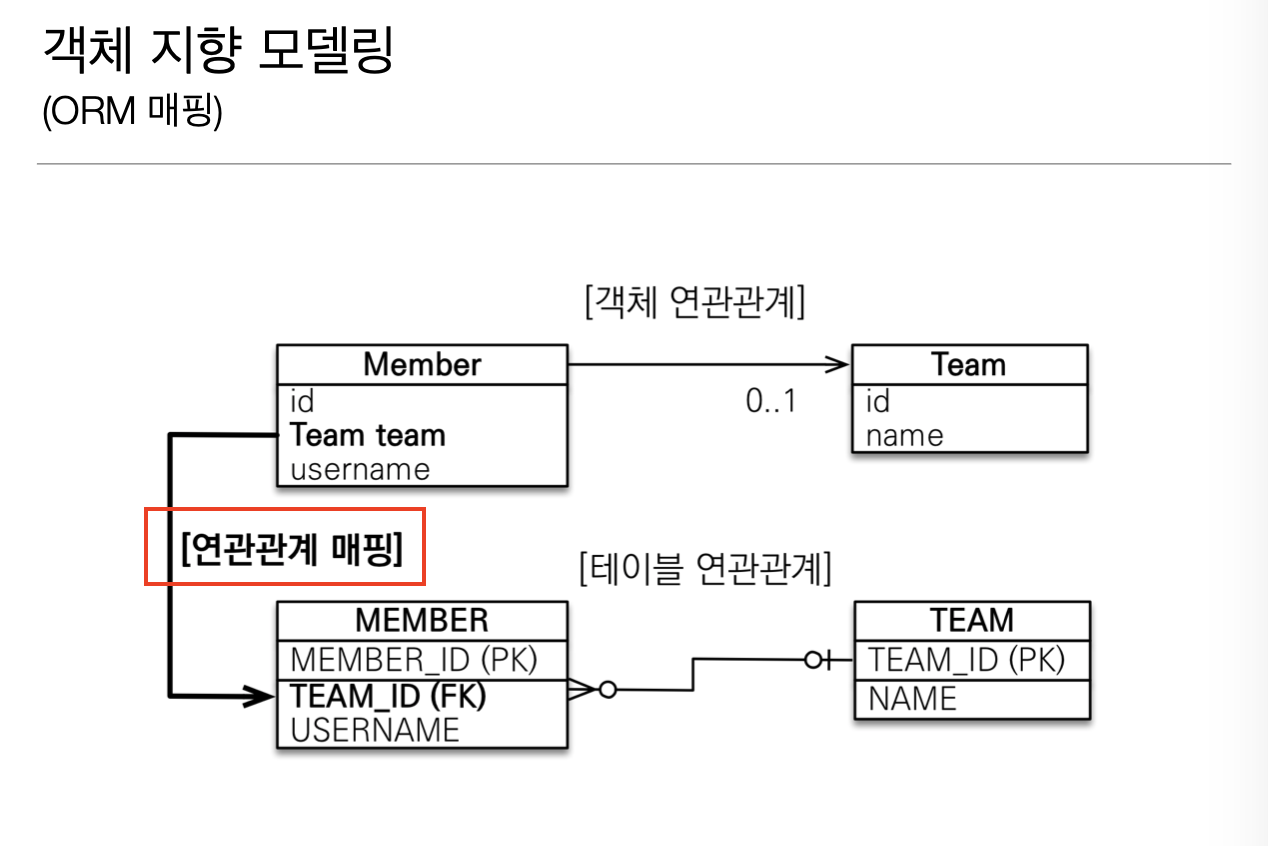 객체 지향 모델링
(ORM 매핑)
[객체 연관관계]
Member
id
Team team
username
0..1
Team
id
name
[연관관계 매핑]
[테이블 연관관계]
MEMBER
MEMBER_ID (PK)
TEAM_ID (FK)
USERNAME
TEAM
TEAM_ID (PK)
NAME